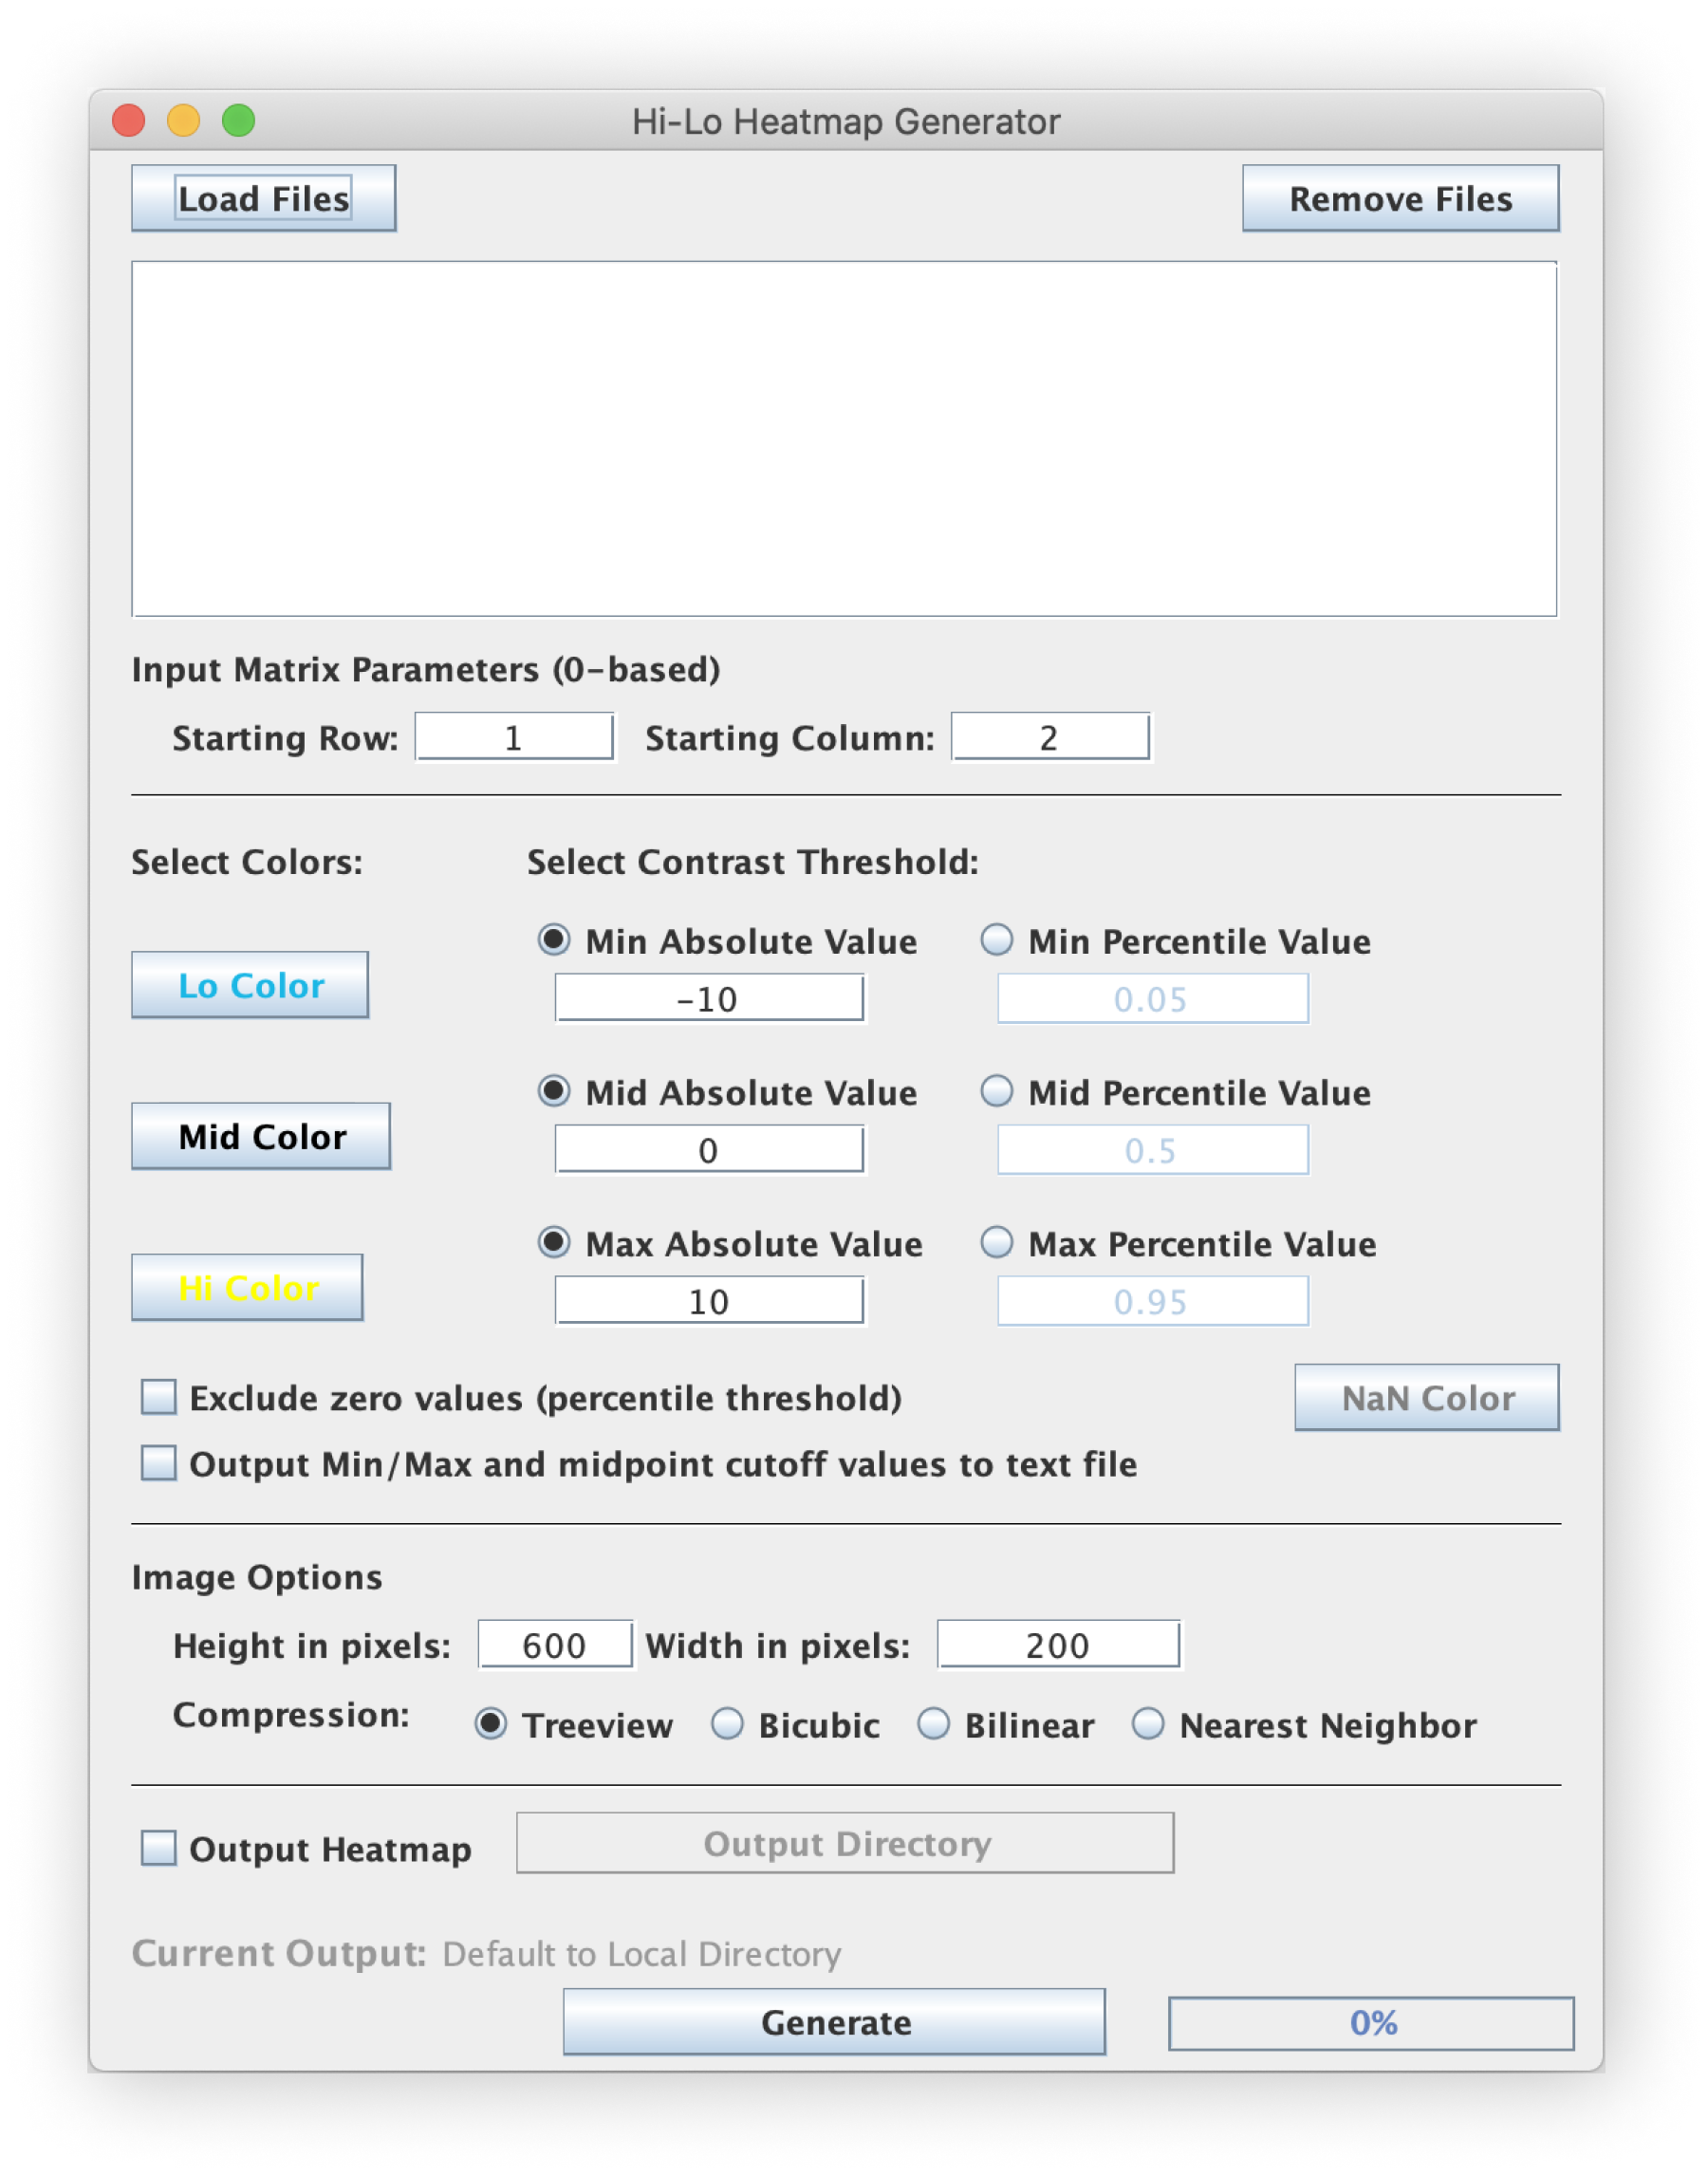 Hi-Lo Heatmap Generator
Load Files Remove Files
Input Matrix Parameters (0-based)
Starting Row: 1 Starting Column: 2
Select Colors: Select Contrast Threshold:
Min Absolute Value Min Percentile Value
Lo Color -10 0.05
Mid Absolute Value Mid Percentile Value
Mid Color 0 0.5
Max Absolute Value Max Percentile Value
Hi Color 10 0.95
Exclude zero values (percentile threshold) NaN Color
Output Min/Max and midpoint cutoff values to text file
Image Options
Height in pixels: 600 Width in pixels: 200
Compression: Treeview Bicubic Bilinear Nearest Neighbor
Output Heatmap Output Directory
Current Output: Default to Local Directory
Generate 0%